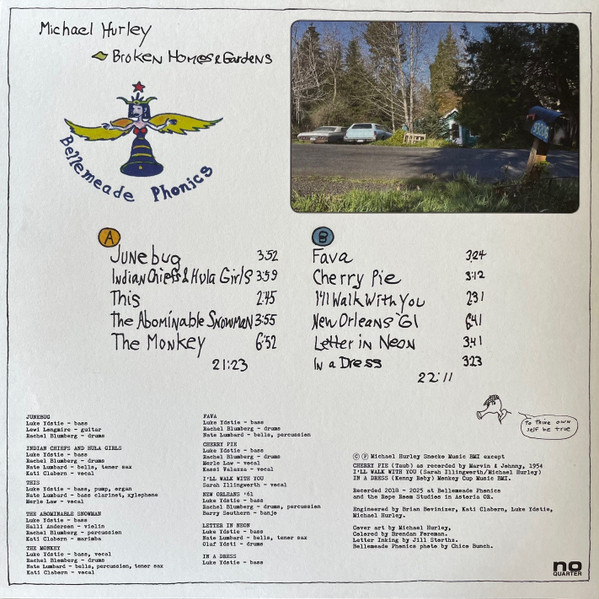 Michael Hurley
Broken Homes & Gardens
Bellemeade Phonics
A
Junebug 3:52
Indian Chiefs & Hula Girls 3:59
This 2:45
The Abominable Snowman 3:55
The Monkey 6:52
21:23
B
Fava 3:24
Cherry Pie 3:12
I'll Walk With You 2:31
New Orleans '61 6:41
Letter in Neon 3:41
In a Dress 3:23
22:11
To thine own
self be true
JUNEBUG
Luke Ydstie - bass
Lewi Longmire - guitar
Rachel Blumberg - drums
INDIAN CHIEFS AND HULA GIRLS
Luke Ydstie - bass
Rachel Blumberg - drums
Nate Lumbard - bells, tenor sax
Kati Claborn - vocal
THIS
Luke Ydstie - bass, pump, organ
Nate Lumbard - bass clarinet, xylophone
Merle Law - vocal
THE ABOMINABLE SNOWMAN
Luke Ydstie - bass
Halli Anderson - violin
Rachel Blumberg - drums
Kati Claborn - marimba
THE MONKEY
Luke Ydstie - bass, vocal
Rachel Blumberg - drums
Nate Lumbard - bells, percussion, tenor sax
Kati Claborn - vocal
FAVA
Luke Ydstie - bass
Rachel Blumberg - drums
Nate Lumbard - bells, percussion
CHERRY PIE
Luke Ydstie - bass
Rachel Blumberg - drums
Merle Law - vocal
Kassi Valazza - vocal
I'LL WALK WITH YOU
Sarah Illingworth - vocal
NEW ORLEANS '61
Luke Ydstie - bass
Rachel Blumberg - drums, percussion
Barry Southern - banjo
LETTER IN NEON
Luke Ydstie - bass
Nate Lumbard - bells, tenor sax
Olaf Ydsti - drums
IN A DRESS
Luke Ydstie - bass
Ⓒ Ⓟ Michael Hurley Snocko Music BMI except
CHERRY PIE (Taub) as recorded by Marvin & Johnny, 1954
I'LL WALK WITH YOU (Sarah Illingworth/Michael Hurley)
IN A DRESS (Kenny Roby) Monkey Cup Music BMI.
Recorded 2018 - 2025 at Bellemeade Phonics
and the Rope Room Studios in Astoria OR.
Engineered by Brian Bovinizer, Kati Claborn, Luke Ydstie,
Michael Hurley.
Cover art by Michael Hurley,
Colored by Brendan Foreman.
Letter Inking by Jill Stortha.
Bellemeade Phonics photo by Chico Bunch.
no
QUARTER